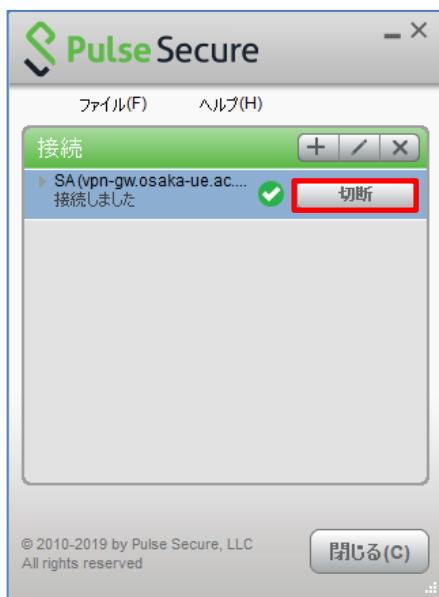 Pulse Secure
ファイル(F) ヘルプ(H)
接続
SA(vpn-gw.osaka-ue.ac....
接続しました
切断
© 2010-2019 by Pulse Secure, LLC
All rights reserved
閉じる(C)